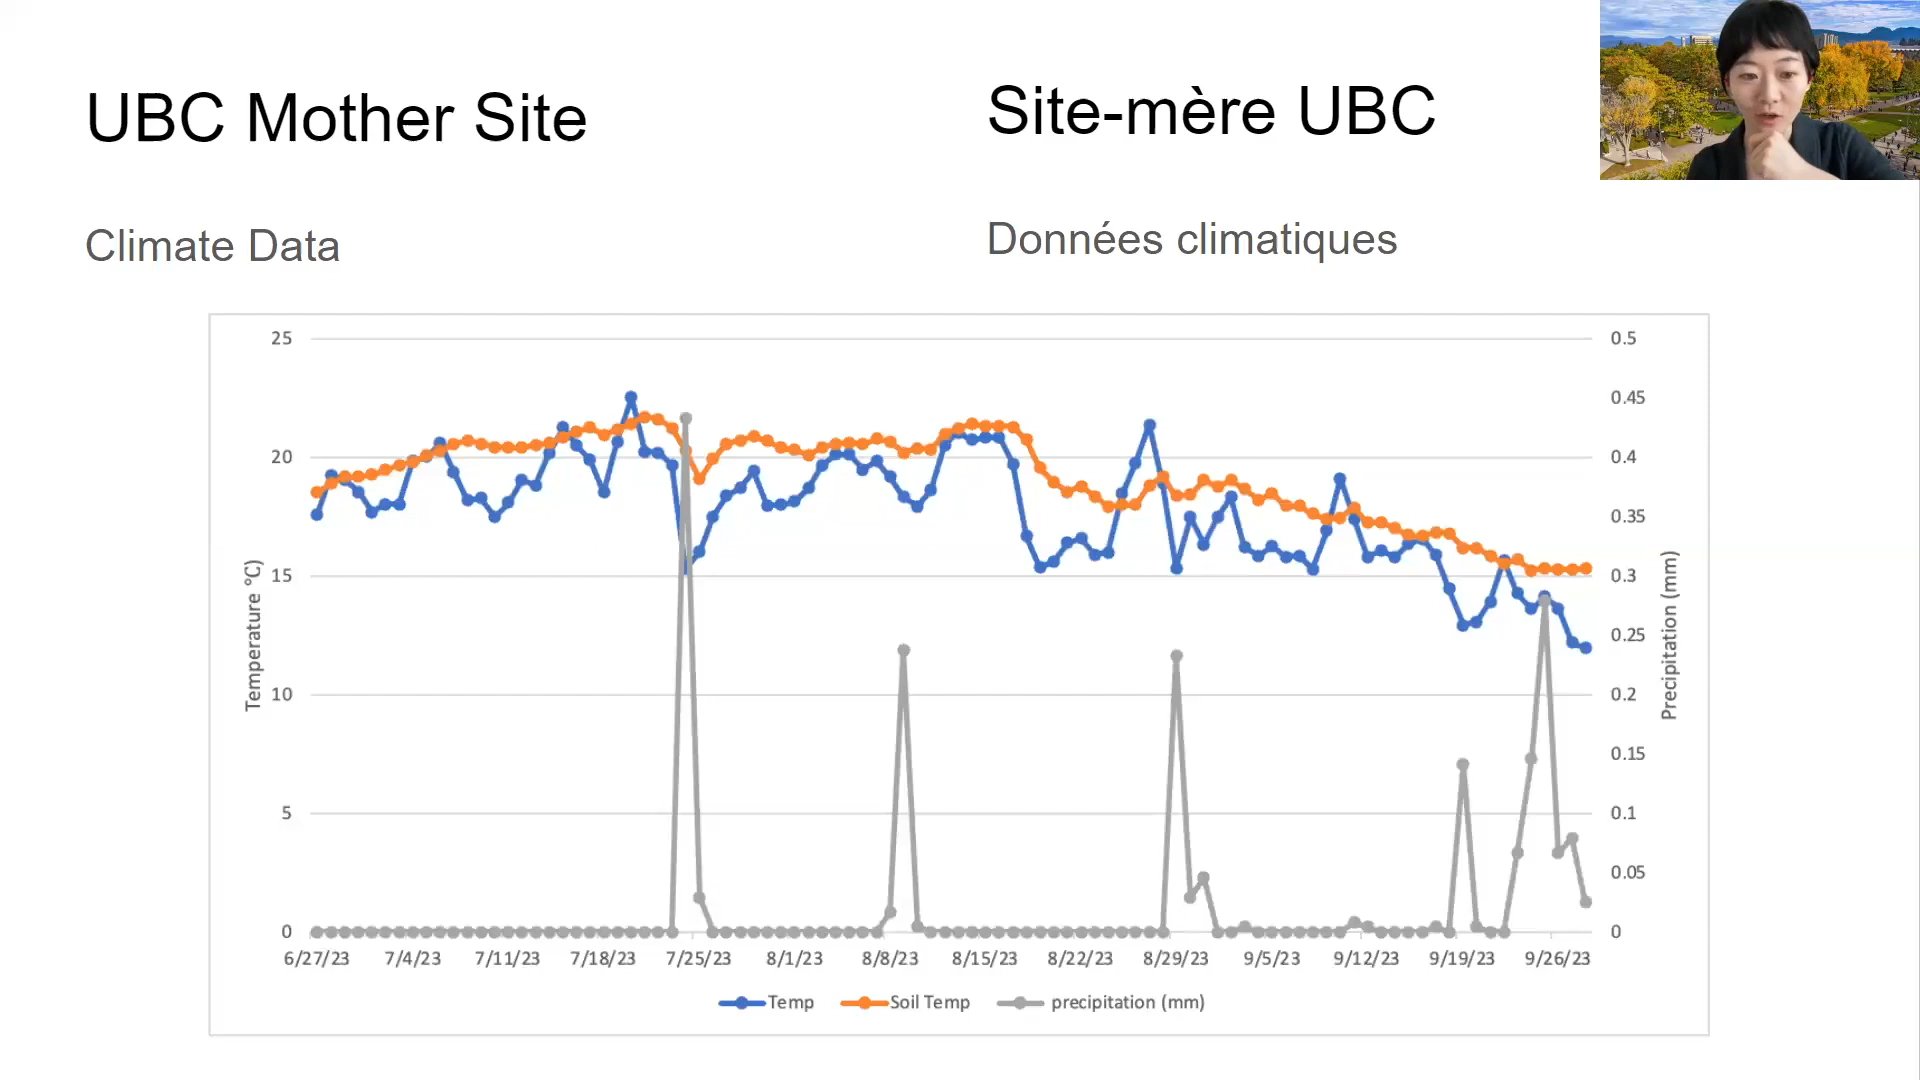 UBC Mother Site
Site-mère UBC
Climate Data
Données climatiques
25
20
15
10
5
0
Temperature °C)
0.5
0.45
0.4
0.35
0.3
0.25
0.2
0.15
0.1
0.05
0
Precipitation (mm)
6/27/23 7/4/23 7/11/23 7/18/23 7/25/23 8/1/23 8/8/23 8/15/23 8/22/23 8/29/23 9/5/23 9/12/23 9/19/23 9/26/23
Temp Soil Temp precipitation (mm)